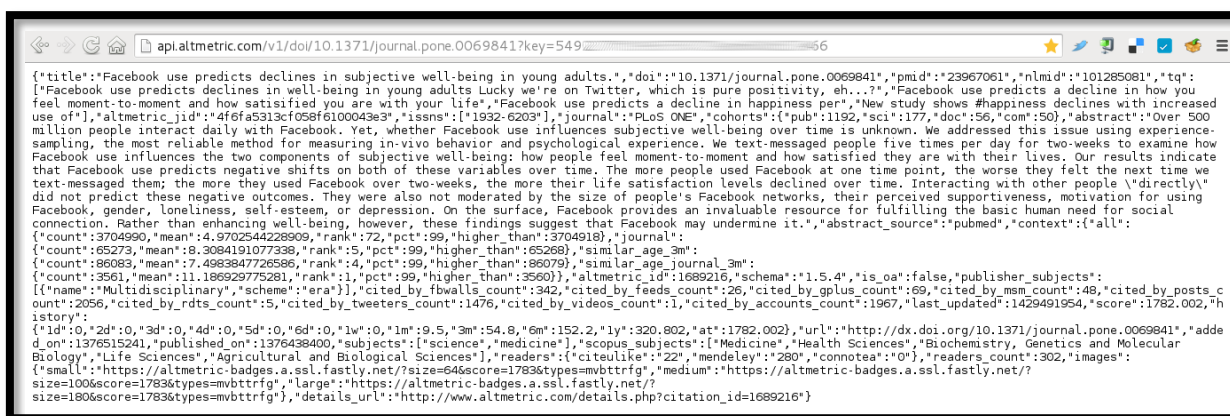 api.altmetric.com/v1/doi/10.1371/journal.pone.0069841?key=549 66
{"title":"Facebook use predicts declines in subjective well-being in young adults.","doi":"10.1371/journal.pone.0069841","pmid":"23967061","nlmid":"101285081","tq":
["Facebook use predicts declines in well-being in young adults Lucky we're on Twitter, which is pure positivity, eh...?","Facebook use predicts a decline in how you
feel moment-to-moment and how satisified you are with your life","Facebook use predicts a decline in happiness per","New study shows #happiness declines with increased
use of"],"altmetric_jid":"4f6fa5313cf058f6100043e3","issns":["1932-6203"],"journal":"PLoS ONE","cohorts":{"pub":1192,"sci":177,"doc":56,"com":50},"abstract":"Over 500
million people interact daily with Facebook. Yet, whether Facebook use influences subjective well-being over time is unknown. We addressed this issue using experience-
sampling, the most reliable method for measuring in-vivo behavior and psychological experience. We text-messaged people five times per day for two-weeks to examine how
Facebook use influences the two components of subjective well-being: how people feel moment-to-moment and how satisfied they are with their lives. Our results indicate
that Facebook use predicts negative shifts on both of these variables over time. The more people used Facebook at one time point, the worse they felt the next time we
text-messaged them; the more they used Facebook over two-weeks, the more their life satisfaction levels declined over time. Interacting with other people \"directly\"
did not predict these negative outcomes. They were also not moderated by the size of people's Facebook networks, their perceived supportiveness, motivation for using
Facebook, gender, loneliness, self-esteem, or depression. On the surface, Facebook provides an invaluable resource for fulfilling the basic human need for social
connection. Rather than enhancing well-being, however, these findings suggest that Facebook may undermine it.","abstract_source":"pubmed","context":{"all":
{"count":3704990,"mean":4.9702544228909,"rank":72,"pct":99,"higher_than":3704918},"journal":
{"count":65273,"mean":8.3084191077338,"rank":5,"pct":99,"higher_than":65268},"similar_age_3m":
{"count":86083,"mean":7.4983847726586,"rank":4,"pct":99,"higher_than":86079},"similar_age_journal_3m":
{"count":3561,"mean":11.186929775281,"rank":1,"pct":99,"higher_than":3560}},"altmetric_id":1689216,"schema":"1.5.4","is_oa":false,"publisher_subjects":
[{"name":"Multidisciplinary","scheme":"era"}],"cited_by_fbwalls_count":342,"cited_by_feeds_count":26,"cited_by_gplus_count":69,"cited_by_msm_count":48,"cited_by_posts_c
ount":2056,"cited_by_rdts_count":5,"cited_by_tweeters_count":1476,"cited_by_videos_count":1,"cited_by_accounts_count":1967,"last_updated":1429491954,"score":1782.002,"h
istory":
{"1d":0,"2d":0,"3d":0,"4d":0,"5d":0,"6d":0,"1w":0,"1m":9.5,"3m":54.8,"6m":152.2,"1y":320.802,"at":1782.002},"url":"http://dx.doi.org/10.1371/journal.pone.0069841","adde
d_on":1376515241,"published_on":1376438400,"subjects":["science","medicine"],"scopus_subjects":["Medicine","Health Sciences","Biochemistry, Genetics and Molecular
Biology","Life Sciences","Agricultural and Biological Sciences"],"readers":{"citeulike":"22","mendeley":"280","connotea":"0"},"readers_count":302,"images":
{"small":"https://altmetric-badges.a.ssl.fastly.net/?size=64&score=1783&types=mvbttrfg","medium":"https://altmetric-badges.a.ssl.fastly.net/?
size=100&score=1783&types=mvbttrfg","large":"https://altmetric-badges.a.ssl.fastly.net/?
size=180&score=1783&types=mvbttrfg"},"details_url":"http://www.altmetric.com/details.php?citation_id=1689216"}